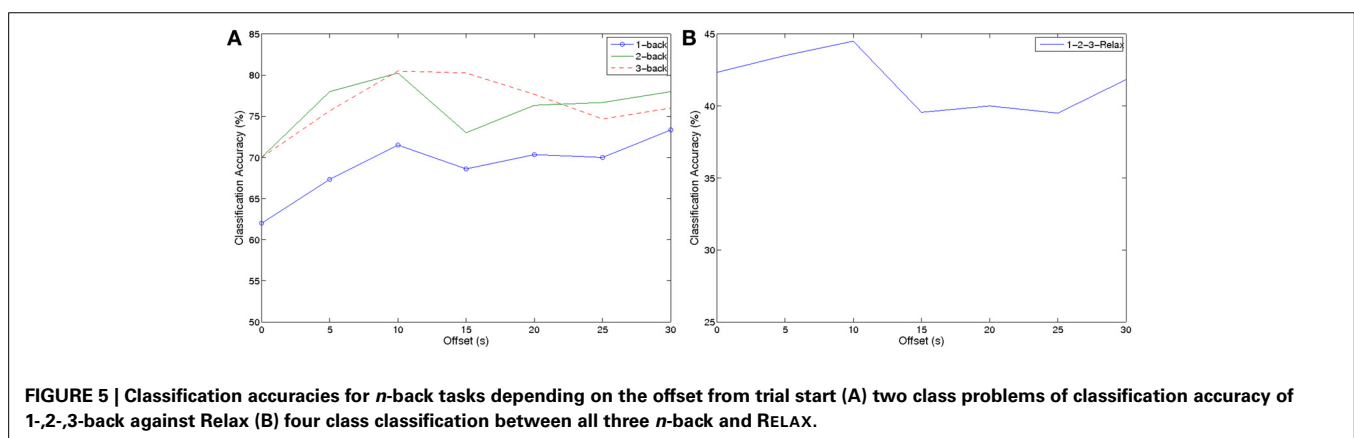 A
85
80
75
70
65
60
55
50
Classification Accuracy (%)
0 5 10 15 20 25 30
Offset (s)
1-back
2-back
3-back
B
45
40
35
30
25
Classification Accuracy (%)
0 5 10 15 20 25 30
Offset (s)
1-2-3-Relax
FIGURE 5 | Classification accuracies for n-back tasks depending on the offset from trial start (A) two class problems of classification accuracy of
1-,2-,3-back against Relax (B) four class classification between all three n-back and RELAX.